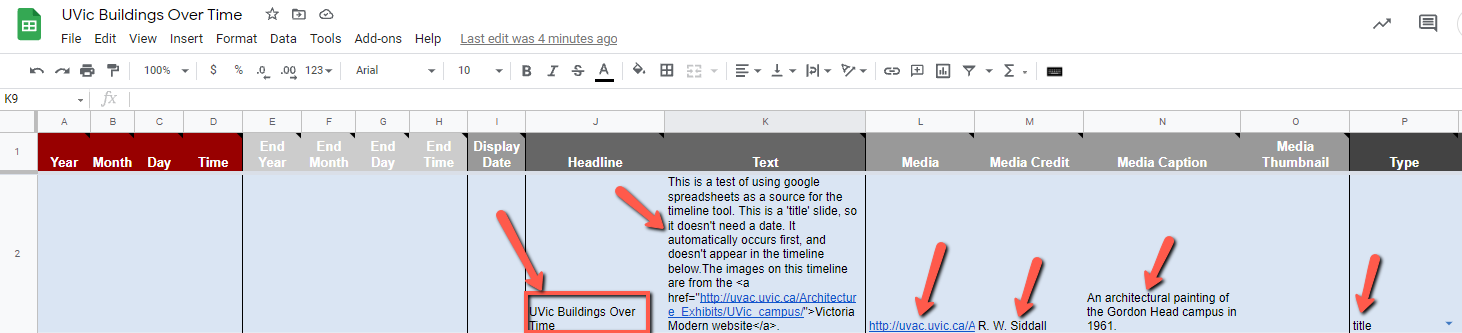 UVic Buildings Over Time
File Edit View Insert Format Data Tools Add-ons Help Last edit was 4 minutes ago
100% $ % .0 .00 123 Arial 10 B I S A
K9 fx
A B C D E F G H I J K L M N O P
1 Year Month Day Time End Year End Month End Day End Time Display Date Headline Text Media Media Credit Media Caption Media Thumbnail Type
2
This is a test of using google
spreadsheets as a source for the
timeline tool. This is a 'title' slide, so
it doesn't need a date. It
automatically occurs first, and
doesn't appear in the timeline
below.The images on this timeline
are from the <a
href="http://uvac.uvic.ca/Architectur
e_Exhibits/UVic_campus/">Victoria
Modern website</a>.
UVic Buildings Over
Time
http://uvac.uvic.ca/A
R. W. Siddall
An architectural painting of
the Gordon Head campus in
1961.
title